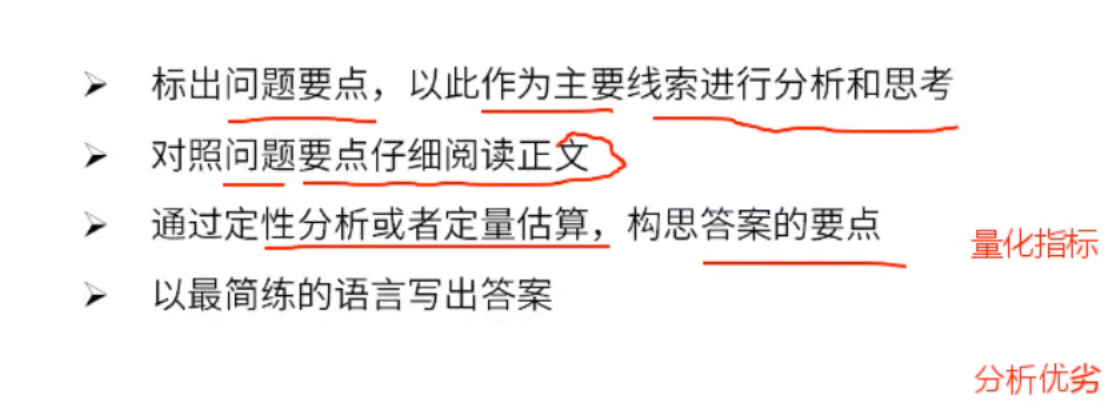 ➢ 标出问题要点，以此作为主要线索进行分析和思考
➢ 对照问题要点仔细阅读正文
➢ 通过定性分析或者定量估算，构思答案的要点
量化指标
➢ 以最简练的语言写出答案
分析优劣